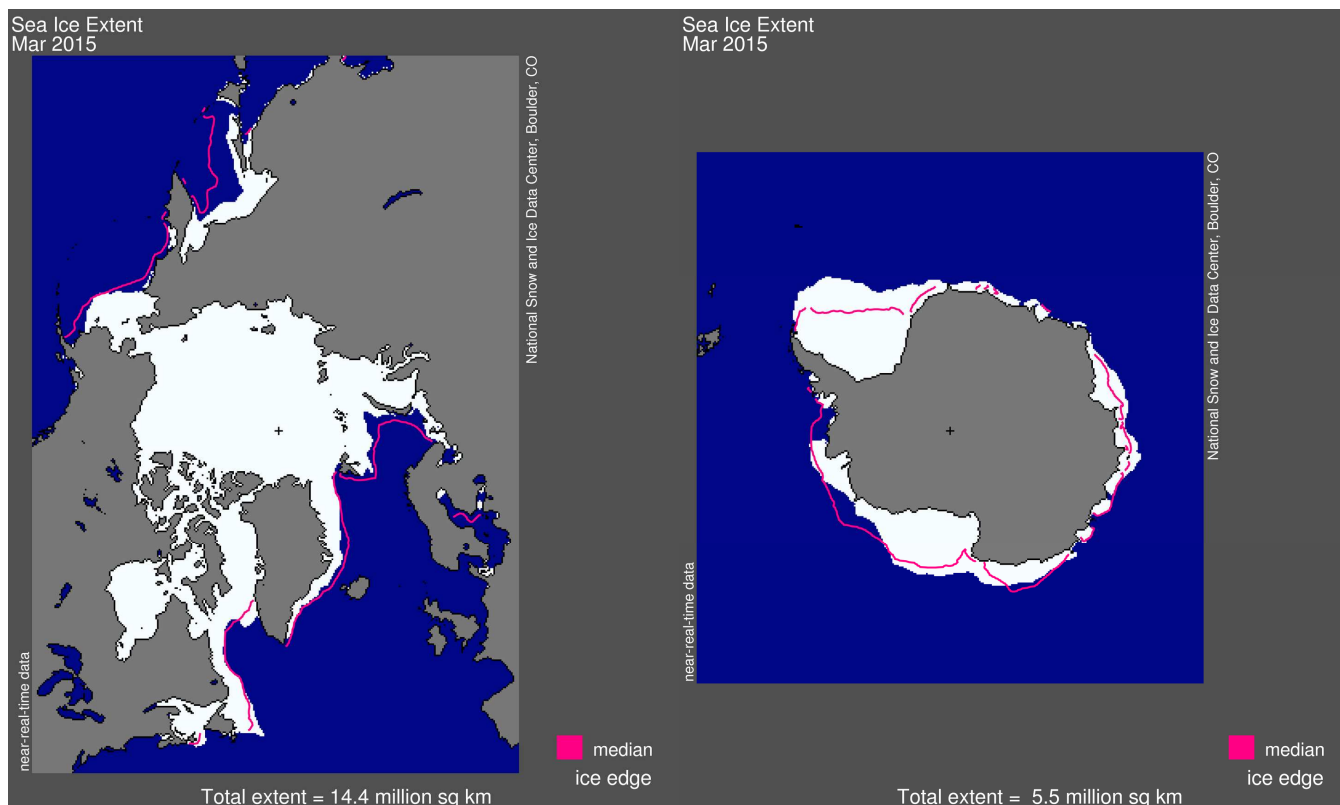 Sea Ice Extent
Mar 2015
National Snow and Ice Data Center, Boulder, CO
near-real-time data
median
ice edge
Total extent = 14.4 million sq km
Sea Ice Extent
Mar 2015
National Snow and Ice Data Center, Boulder, CO
near-real-time data
median
ice edge
Total extent = 5.5 million sq km